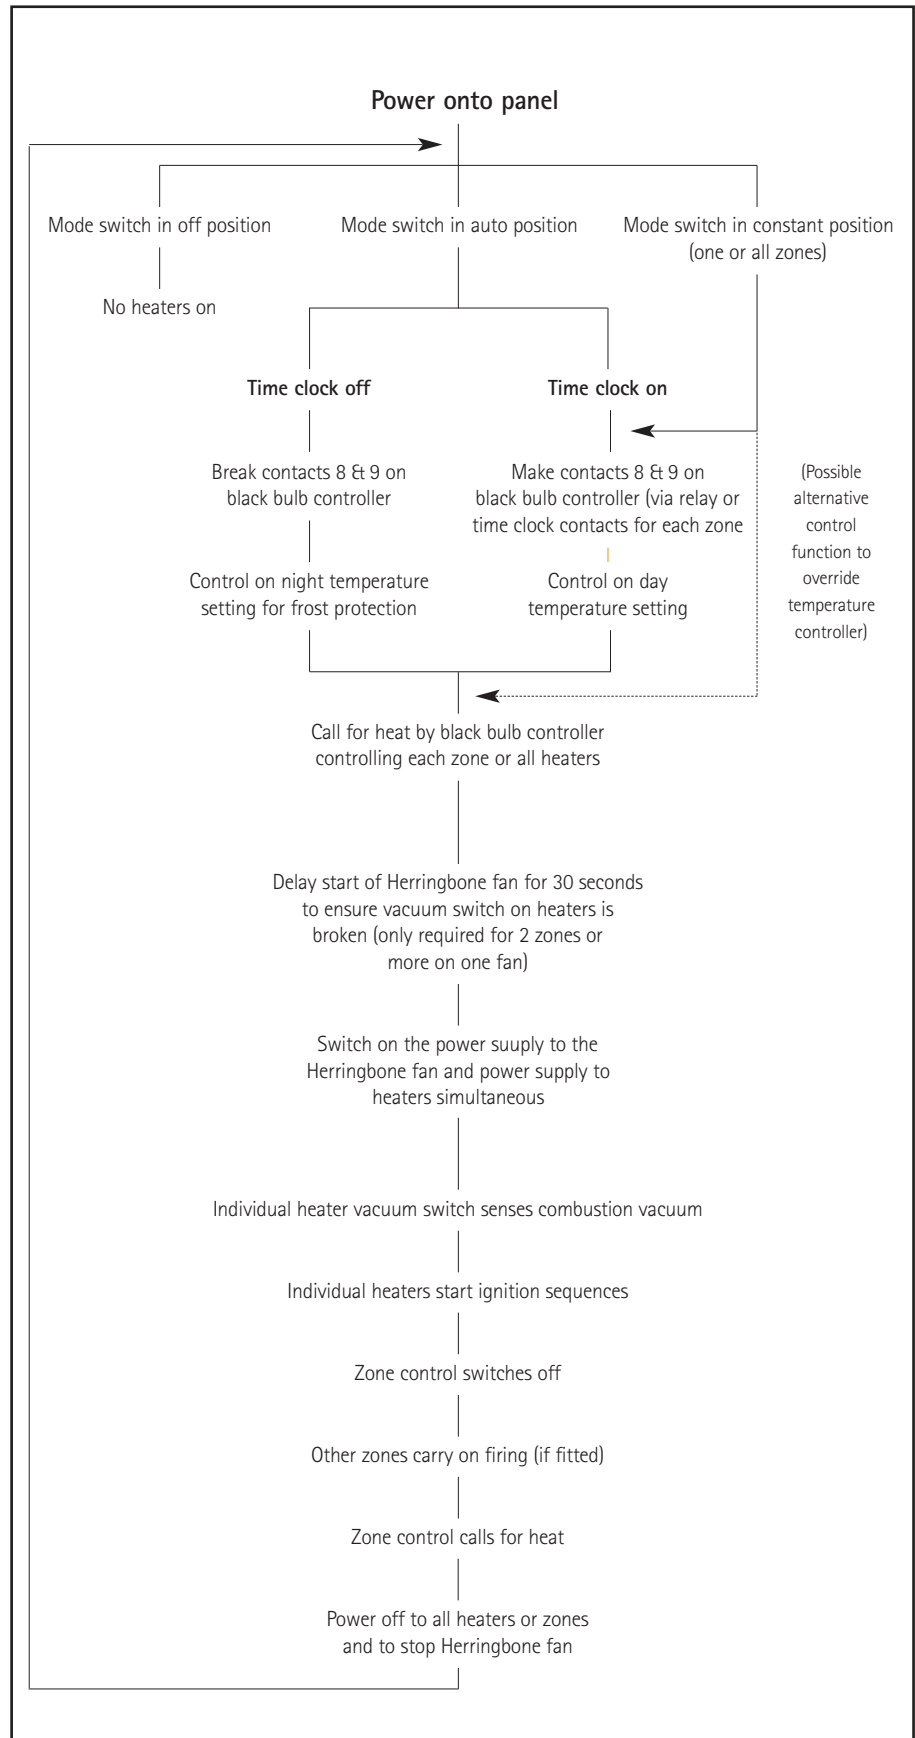 Power onto panel
Mode switch in off position
Mode switch in auto position
Mode switch in constant position
(one or all zones)
No heaters on
Time clock off
Time clock on
Break contacts 8 & 9 on
black bulb controller
Make contacts 8 & 9 on
black bulb controller (via relay or
time clock contacts for each zone
(Possible
alternative
control
function to
override
temperature
controller)
Control on night temperature
setting for frost protection
Control on day
temperature setting
Call for heat by black bulb controller
controlling each zone or all heaters
Delay start of Herringbone fan for 30 seconds
to ensure vacuum switch on heaters is
broken (only required for 2 zones or
more on one fan)
Switch on the power suuply to the
Herringbone fan and power supply to
heaters simultaneous
Individual heater vacuum switch senses combustion vacuum
Individual heaters start ignition sequences
Zone control switches off
Other zones carry on firing (if fitted)
Zone control calls for heat
Power off to all heaters or zones
and to stop Herringbone fan